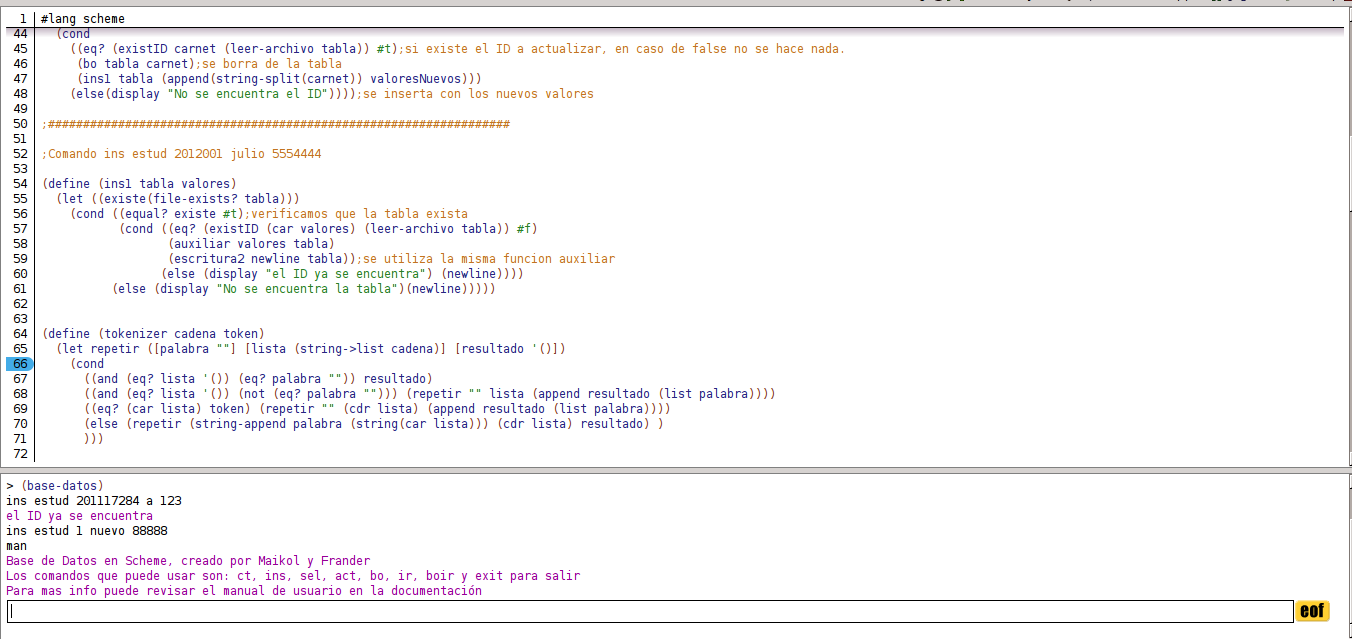 1 #lang scheme
44 (cond
45 ((eq? (existID carnet (leer-archivo tabla)) #t);si existe el ID a actualizar, en caso de false no se hace nada.
46 (bo tabla carnet);se borra de la tabla
47 (ins1 tabla (append(string-split(carnet)) valoresNuevos)))
48 (else(display "No se encuentra el ID"))));se inserta con los nuevos valores
49
50 ;##################################################################
51
52 ;Comando ins estud 2012001 julio 5554444
53
54 (define (ins1 tabla valores)
55 (let ((existe(file-exists? tabla)))
56 (cond ((equal? existe #t);verificamos que la tabla exista
57 (cond ((eq? (existID (car valores) (leer-archivo tabla)) #f)
58 (auxiliar valores tabla)
59 (escritura2 newline tabla));se utiliza la misma funcion auxiliar
60 (else (display "el ID ya se encuentra") (newline))))
61 (else (display "No se encuentra la tabla")(newline)))))
62
63
64 (define (tokenizer cadena token)
65 (let repetir ([palabra ""] [lista (string->list cadena)] [resultado '()])
66 (cond
67 ((and (eq? lista '()) (eq? palabra "")) resultado)
68 ((and (eq? lista '()) (not (eq? palabra ""))) (repetir "" lista (append resultado (list palabra))))
69 ((eq? (car lista) token) (repetir "" (cdr lista) (append resultado (list palabra))))
70 (else (repetir (string-append palabra (string(car lista))) (cdr lista) resultado) )
71 )))
72
> (base-datos)
ins estud 201117284 a 123
el ID ya se encuentra
ins estud 1 nuevo 88888
man
Base de Datos en Scheme, creado por Maikol y Frander
Los comandos que puede usar son: ct, ins, sel, act, bo, ir, boir y exit para salir
Para mas info puede revisar el manual de usuario en la documentación
eof